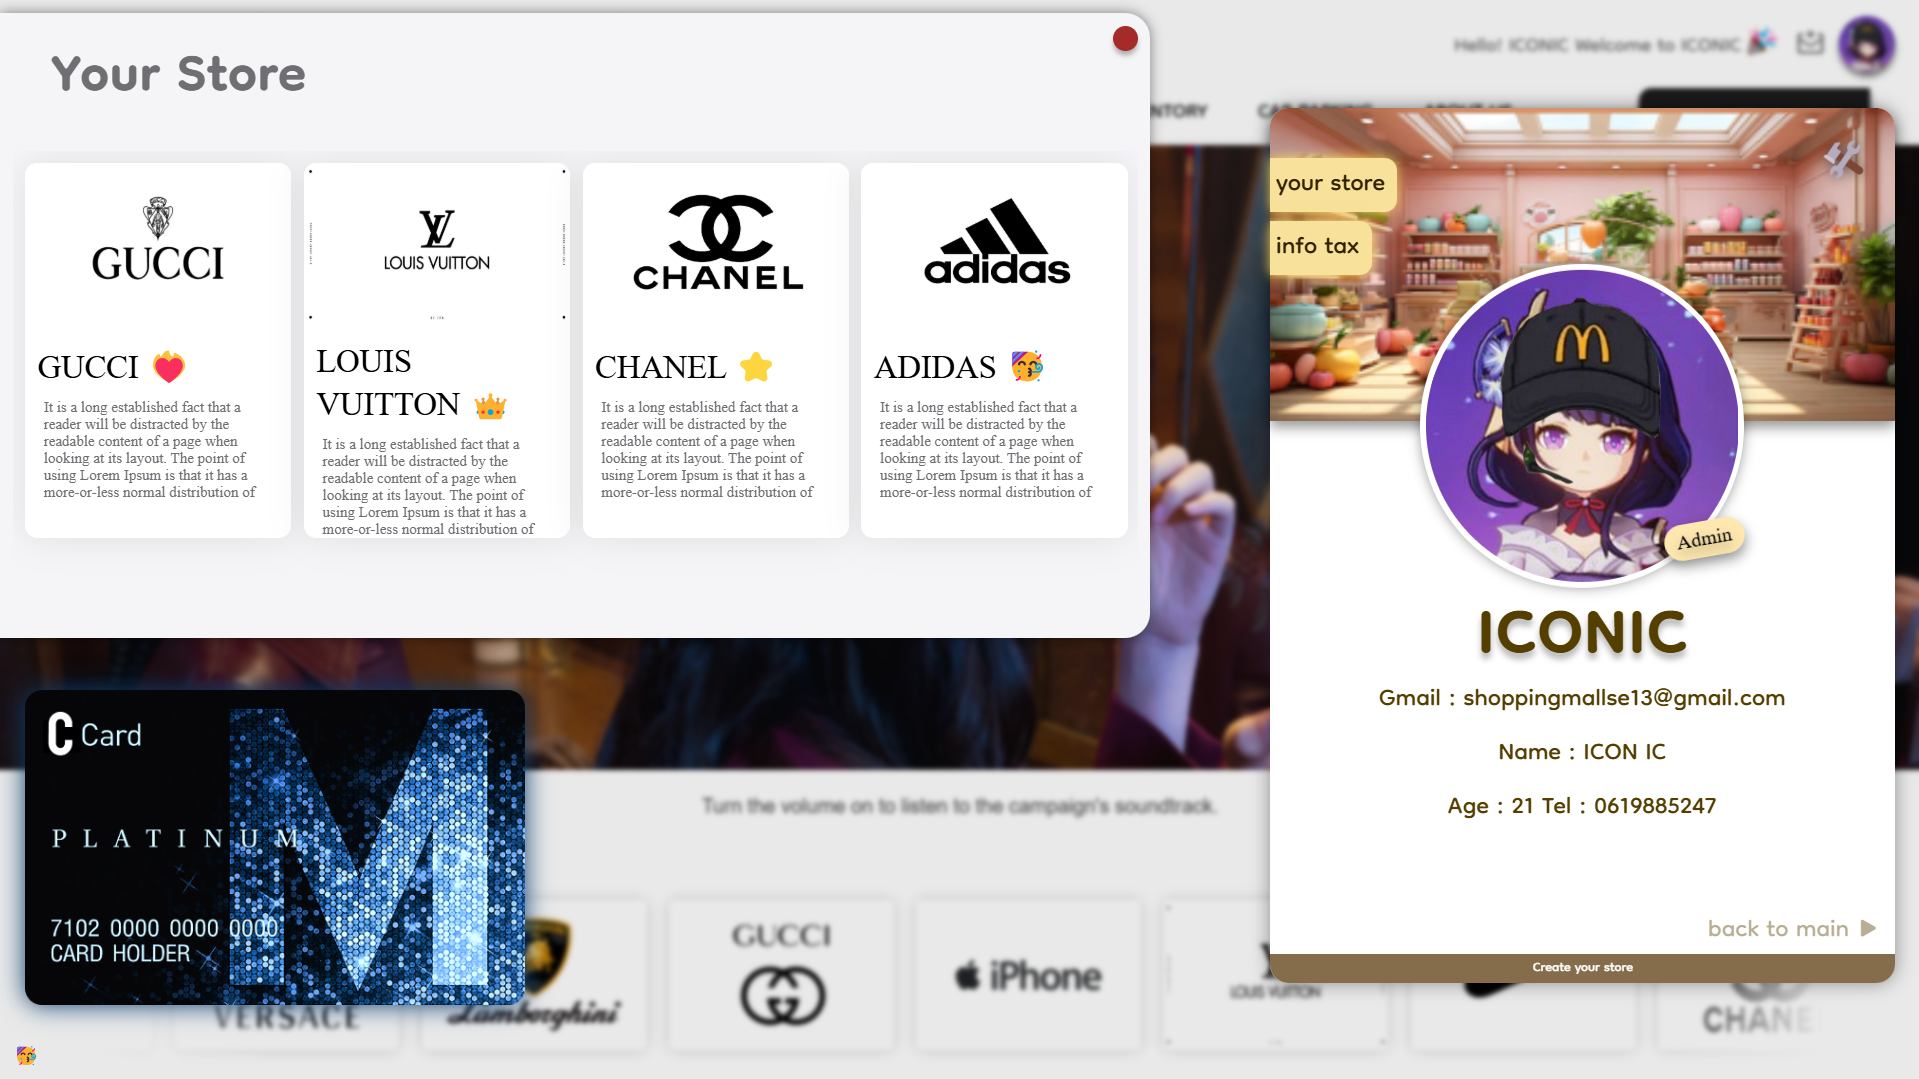 Your Store
GUCCI
GUCCI
It is a long established fact that a
reader will be distracted by the
readable content of a page when
looking at its layout. The point of
using Lorem Ipsum is that it has a
more-or-less normal distribution of
LOUIS VUITTON
LOUIS
VUITTON
It is a long established fact that a
reader will be distracted by the
readable content of a page when
looking at its layout. The point of
using Lorem Ipsum is that it has a
more-or-less normal distribution of
CHANEL
CHANEL
It is a long established fact that a
reader will be distracted by the
readable content of a page when
looking at its layout. The point of
using Lorem Ipsum is that it has a
more-or-less normal distribution of
adidas
ADIDAS
It is a long established fact that a
reader will be distracted by the
readable content of a page when
looking at its layout. The point of
using Lorem Ipsum is that it has a
more-or-less normal distribution of
Hello! ICONIC Welcome to ICONIC
NTORY
ABOUT US
your store
info tax
Admin
ICONIC
Gmail : shoppingmallse13@gmail.com
Name : ICON IC
Age : 21 Tel : 0619885247
back to main
Create your store
C Card
PLATINUM
7102 0000 0000 0000
CARD HOLDER
Turn the volume on to listen to the campaign's soundtrack.
VERSACE
Lamborghini
GUCCI
iPhone
LOUIS VUITTON
CHANE